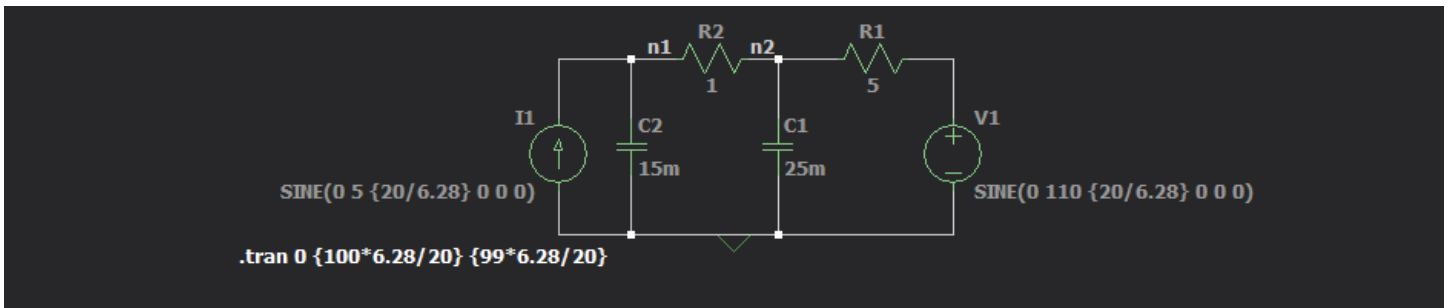 R2
R1
n1
n2
1
5
I1
C2
C1
V1
15m
25m
SINE(0 5 {20/6.28} 0 0 0)
SINE(0 110 {20/6.28} 0 0 0)
.tran 0 {100*6.28/20} {99*6.28/20}